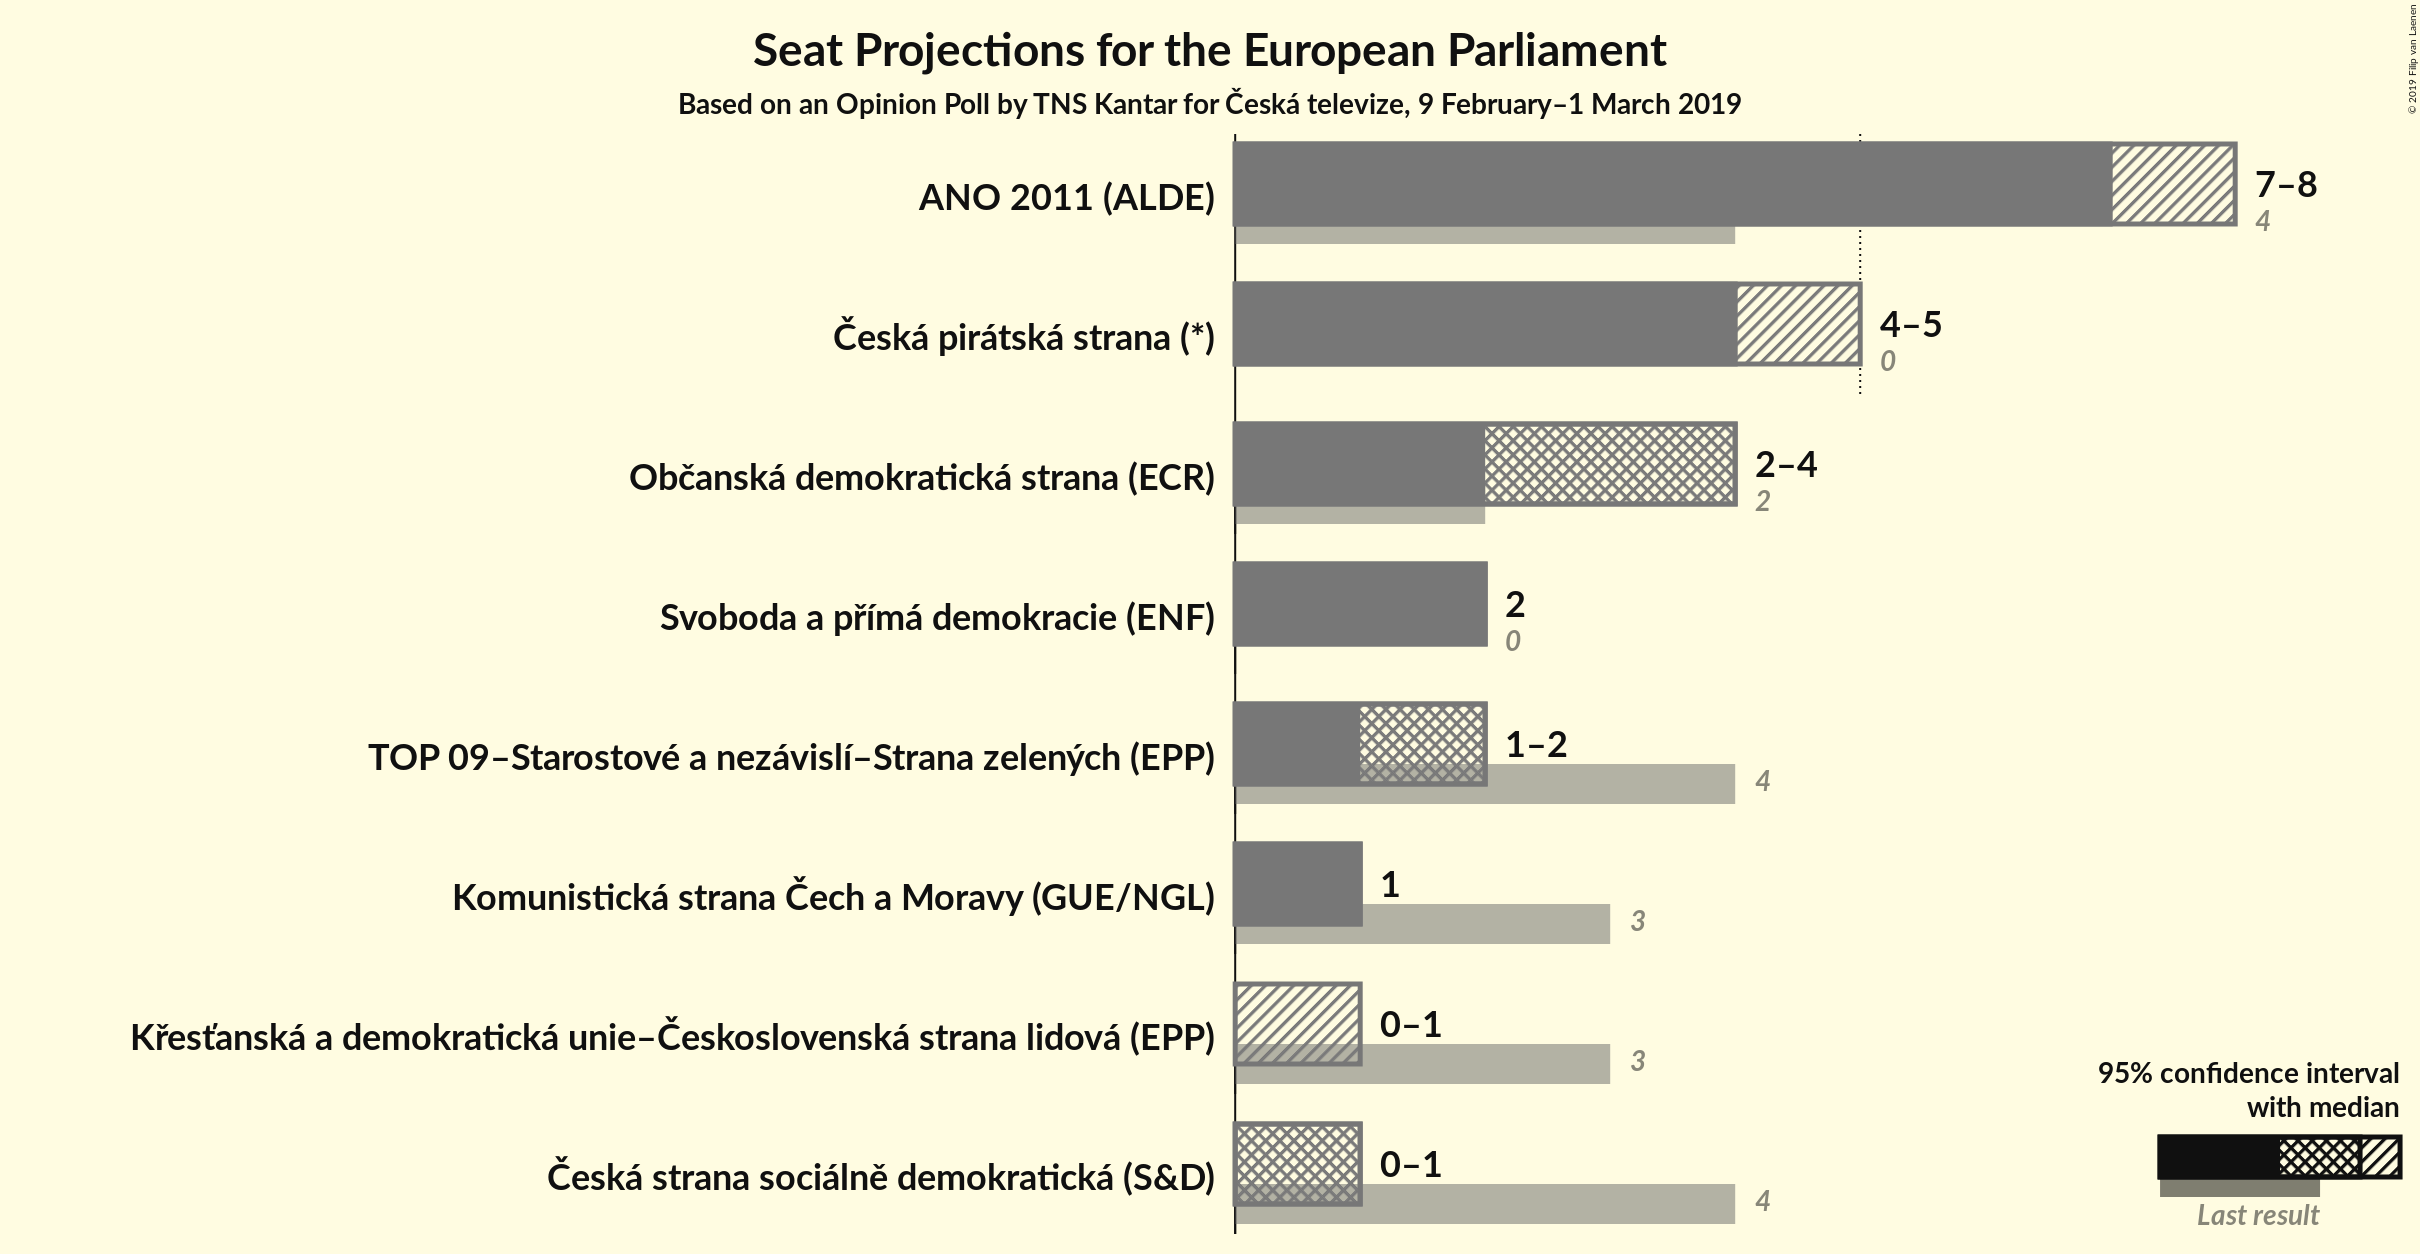 Seat Projections for the European Parliament
Based on an Opinion Poll by TNS Kantar for Česká televize, 9 February–1 March 2019
© 2019 Filip van Laenen
ANO 2011 (ALDE)
7–8
4
Česká pirátská strana (*)
4–5
0
Občanská demokratická strana (ECR)
2–4
2
Svoboda a přímá demokracie (ENF)
2
0
TOP 09–Starostové a nezávislí–Strana zelených (EPP)
1–2
4
Komunistická strana Čech a Moravy (GUE/NGL)
1
3
Křesťanská a demokratická unie–Československá strana lidová (EPP)
0–1
3
Česká strana sociálně demokratická (S&D)
0–1
4
95% confidence interval
with median
Last result